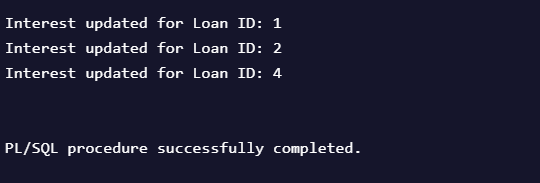 Interest updated for Loan ID: 1
Interest updated for Loan ID: 2
Interest updated for Loan ID: 4
PL/SQL procedure successfully completed.